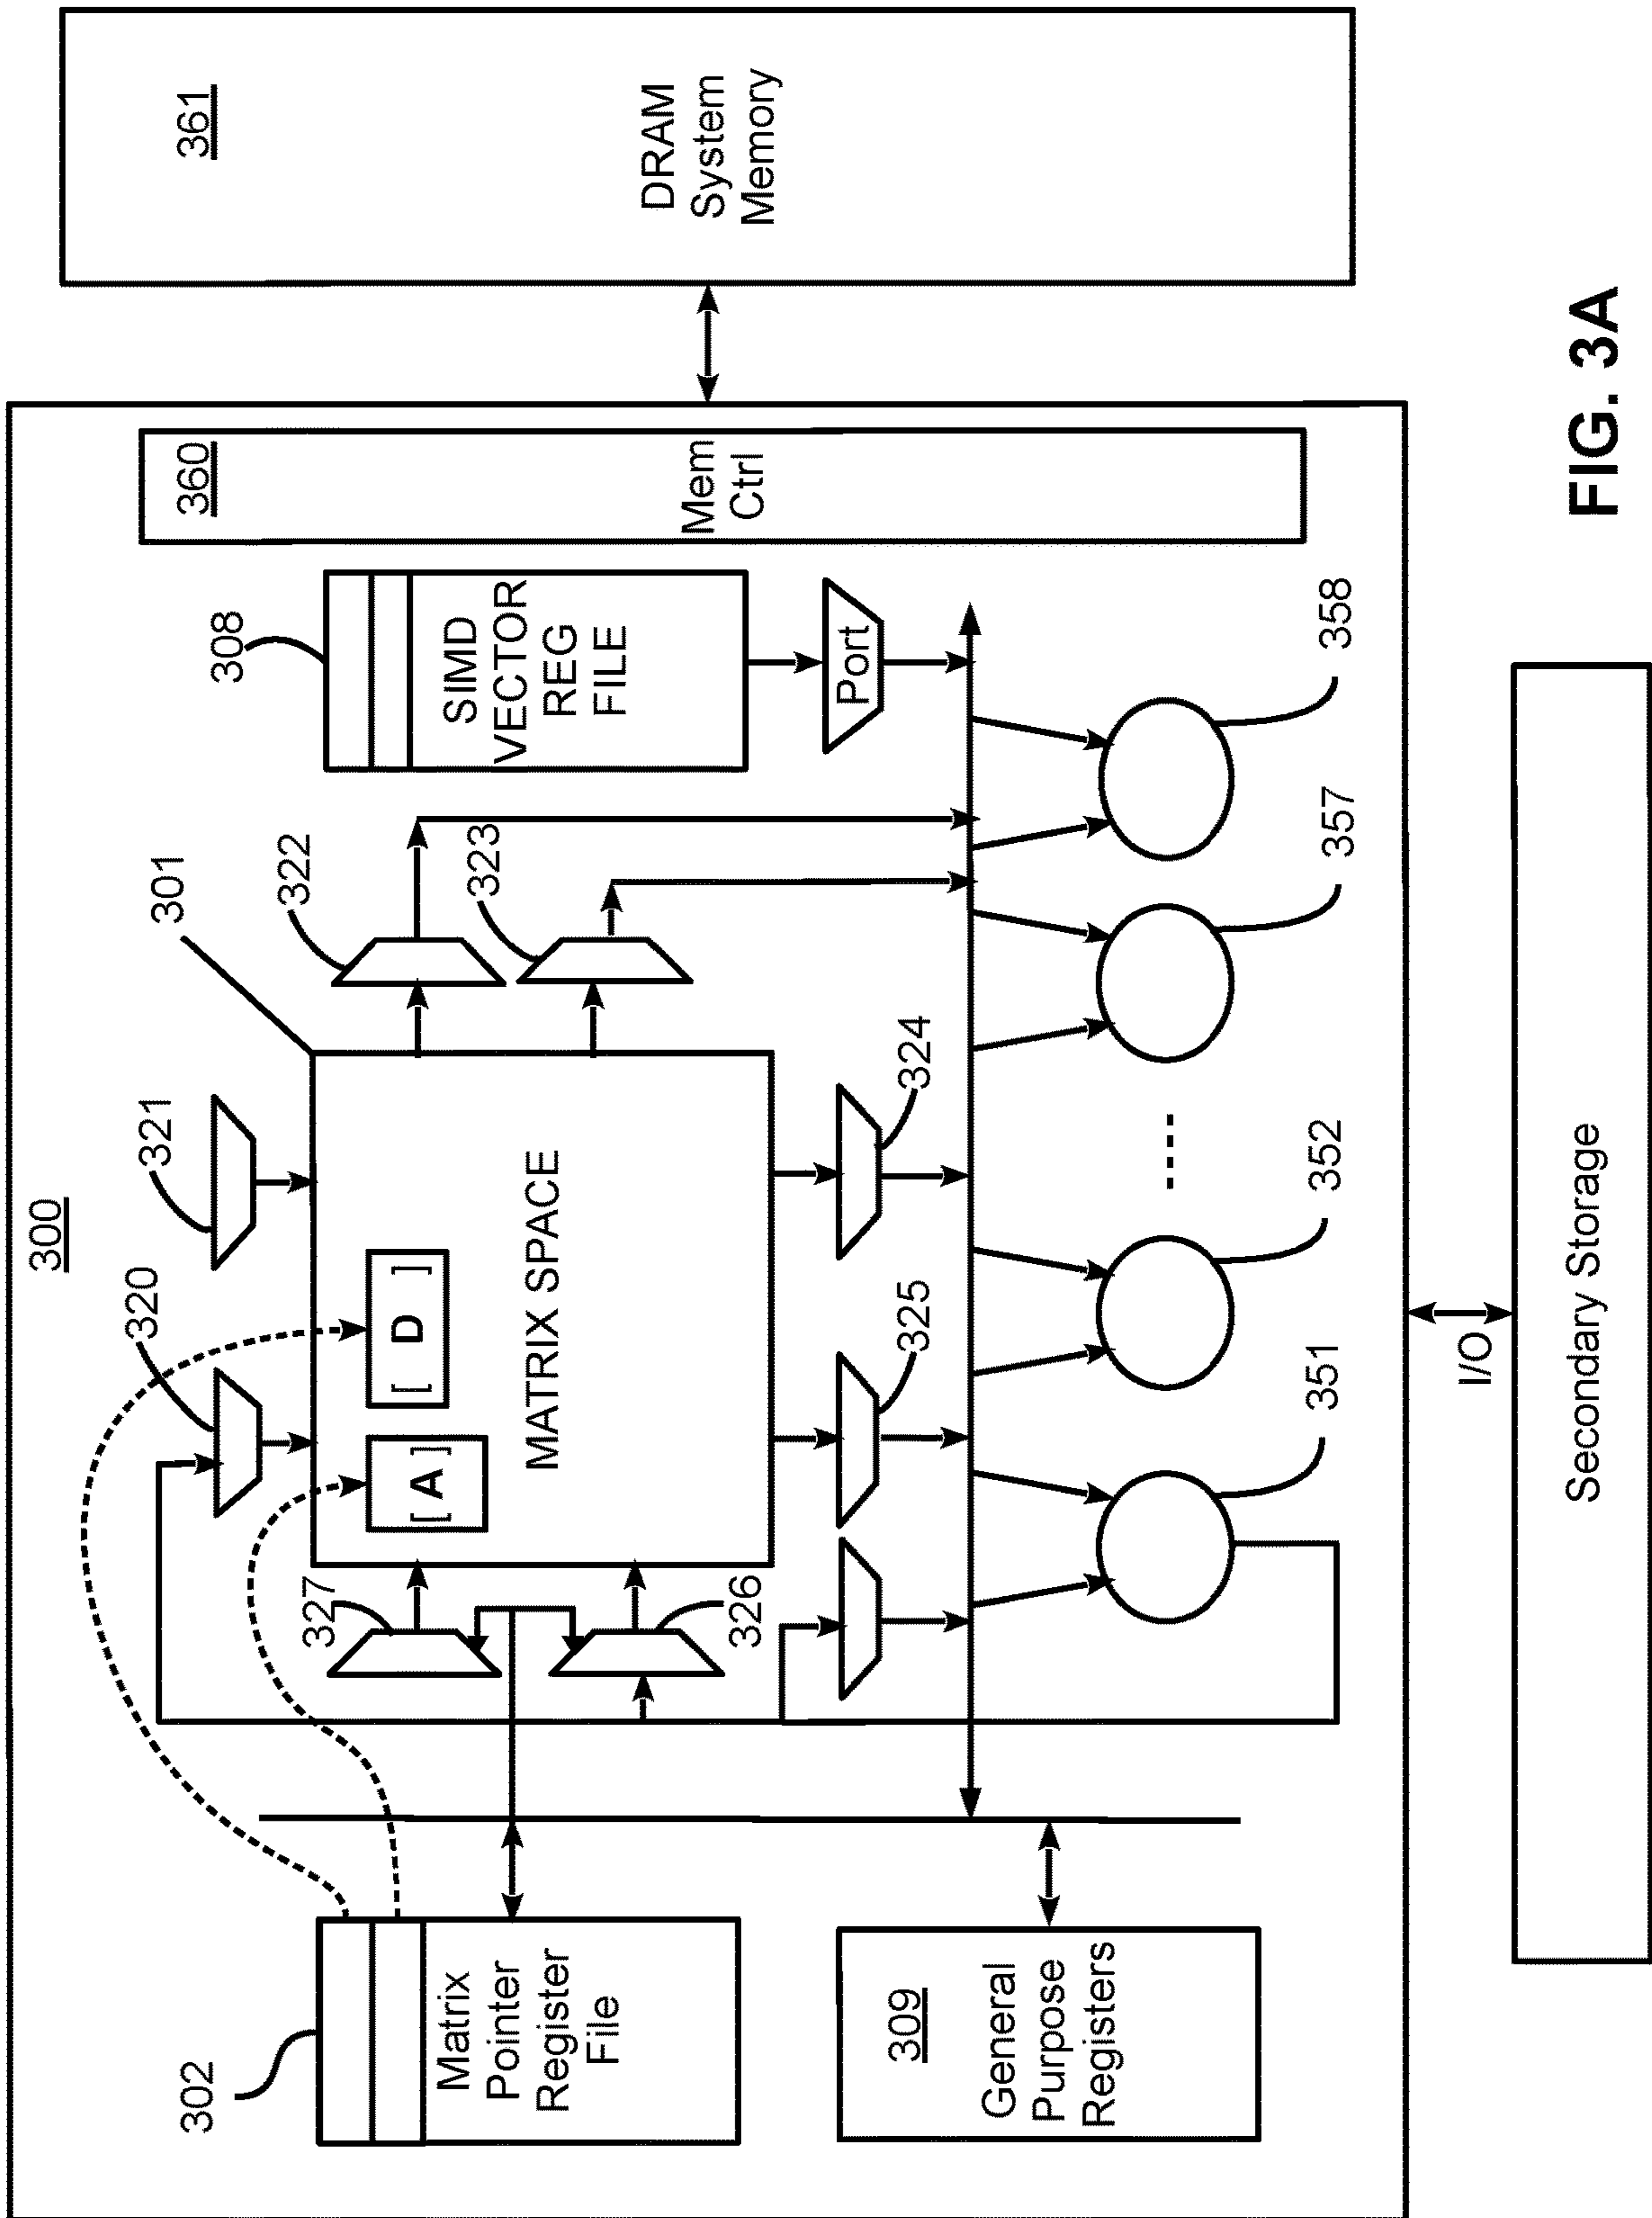 300
302
Matrix
Pointer
Register
File
309
General
Purpose
Registers
320
321
301
327
326
[ A ]
[ D ]
MATRIX SPACE
322
323
325
324
308
SIMD
VECTOR
REG
FILE
Port
360
Mem
Ctrl
361
DRAM
System
Memory
351
352
357
358
I/O
Secondary Storage
FIG. 3A